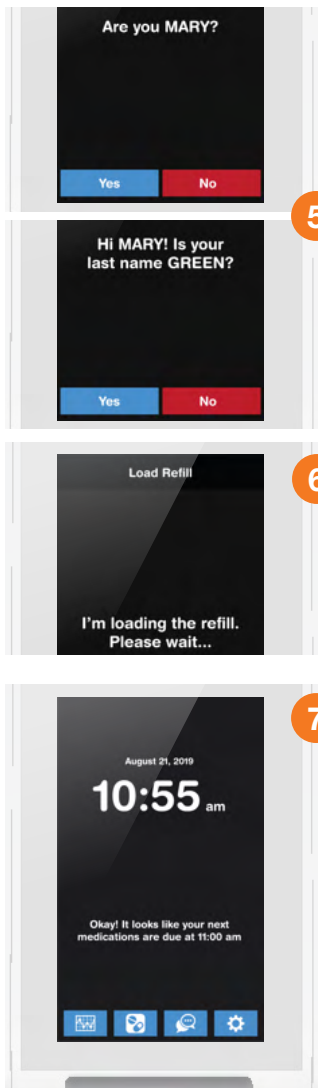 Are you MARY?
Yes No
5
Hi MARY! Is your
last name GREEN?
Yes No
6
Load Refill
I'm loading the refill.
Please wait...
7
August 21, 2019
10:55 am
Okay! It looks like your next
medications are due at 11:00 am